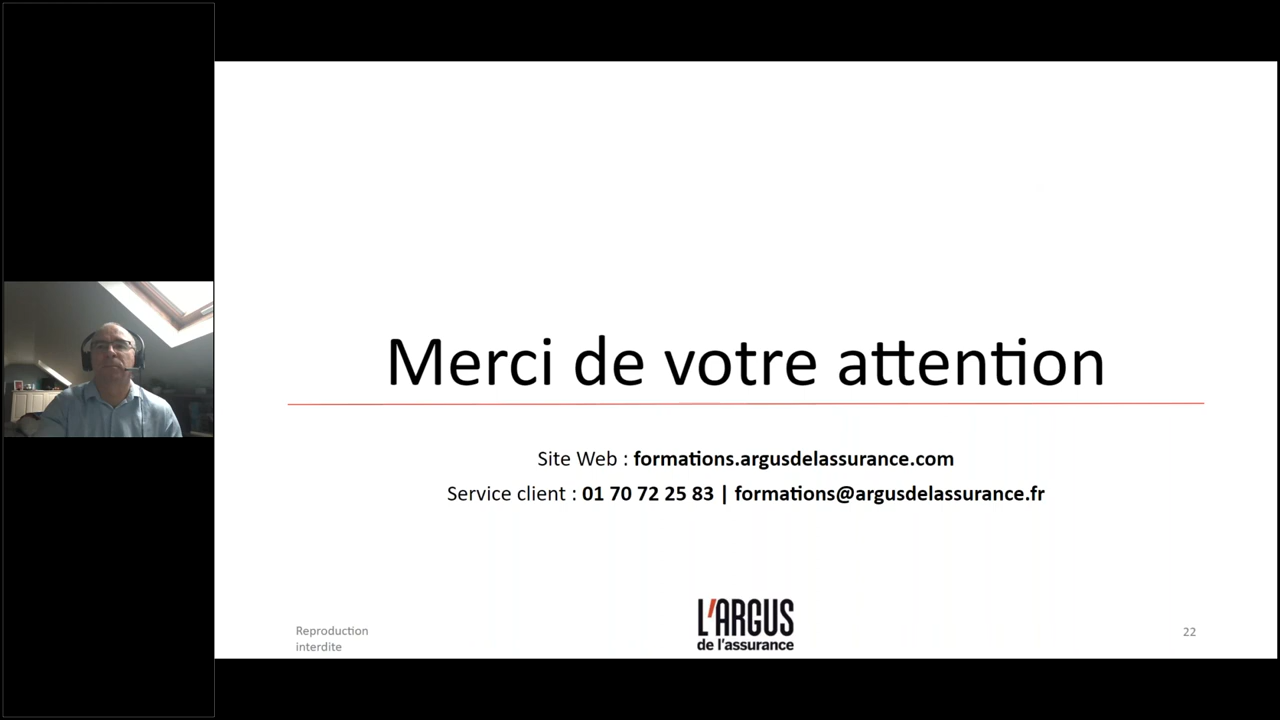 Merci de votre attention
Site Web : formations.argusdelassurance.com
Service client : 01 70 72 25 83 | formations@argusdelassurance.fr
L'ARGUS
de l'assurance
Reproduction
interdite
22